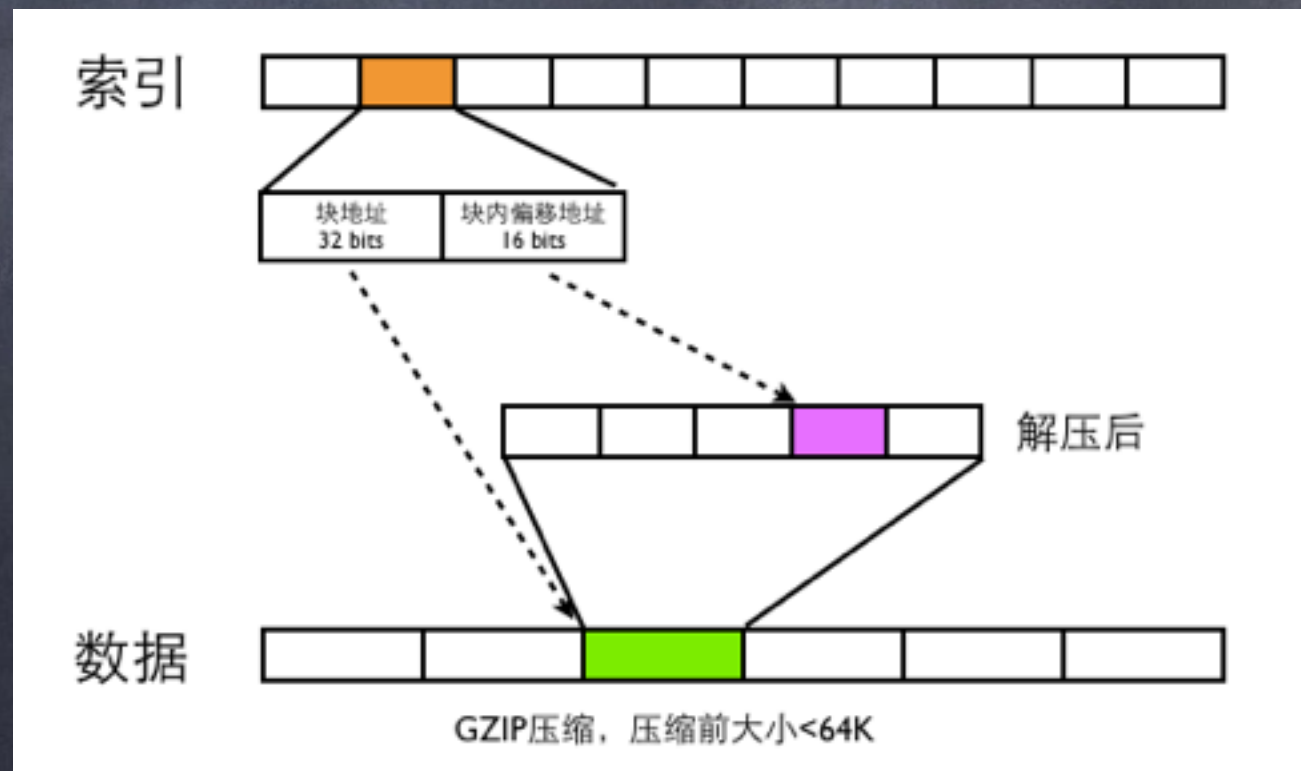 索引
块地址
32 bits
块内偏移地址
16 bits
解压后
数据
GZIP压缩，压缩前大小<64K